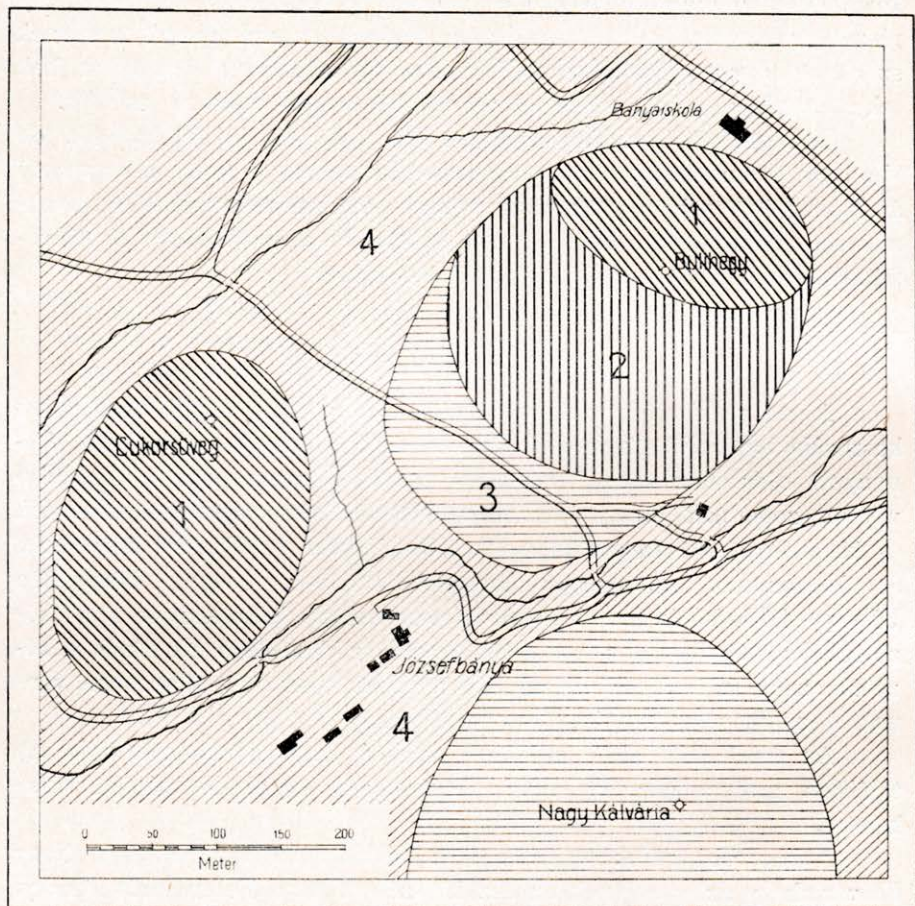 Bányaiskola
1
Bullhegy
4
2
Cukorsüveg
1
3
Józsefbánya
4
Nagy Kálvária
0 50 100 150 200
Meter